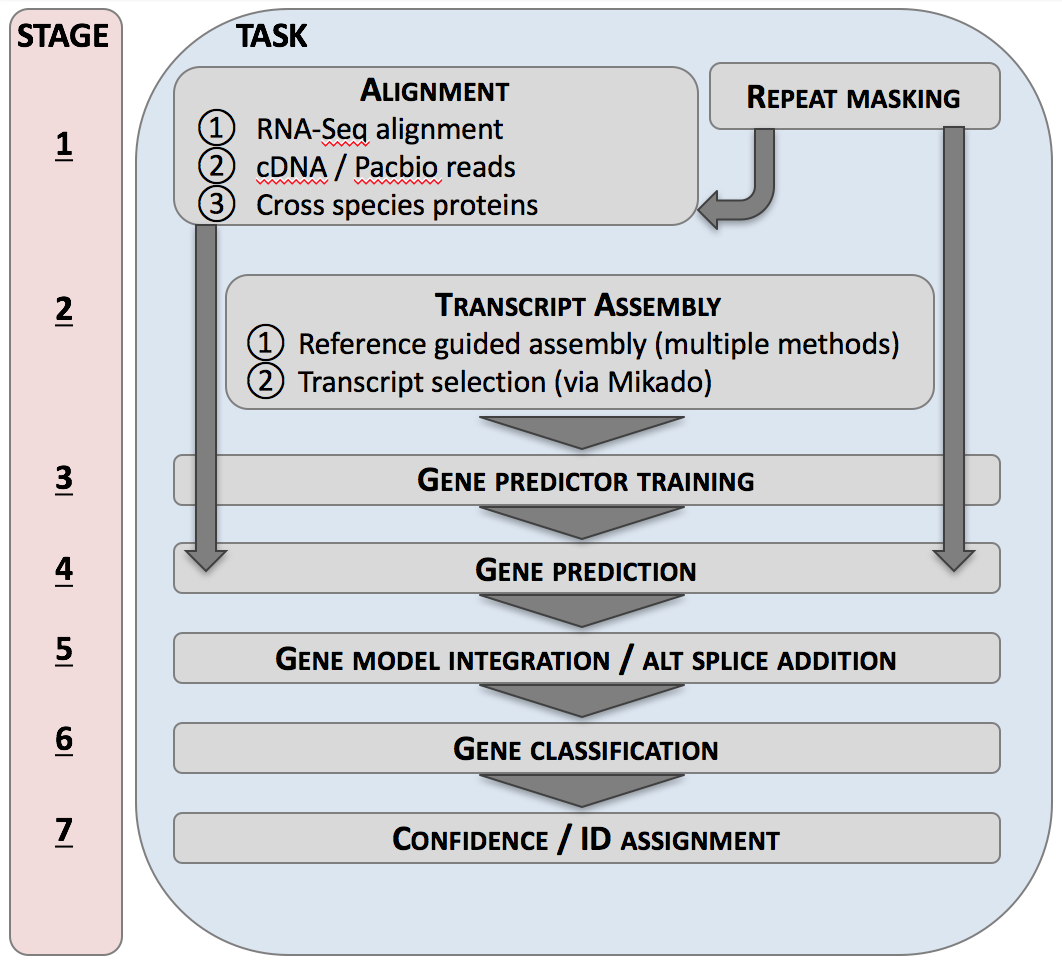 STAGE
TASK
1
ALIGNMENT
① RNA-Seq alignment
② cDNA / Pacbio reads
③ Cross species proteins
REPEAT MASKING
2
TRANSCRIPT ASSEMBLY
① Reference guided assembly (multiple methods)
② Transcript selection (via Mikado)
3
GENE PREDICTOR TRAINING
4
GENE PREDICTION
5
GENE MODEL INTEGRATION / ALT SPLICE ADDITION
6
GENE CLASSIFICATION
7
CONFIDENCE / ID ASSIGNMENT